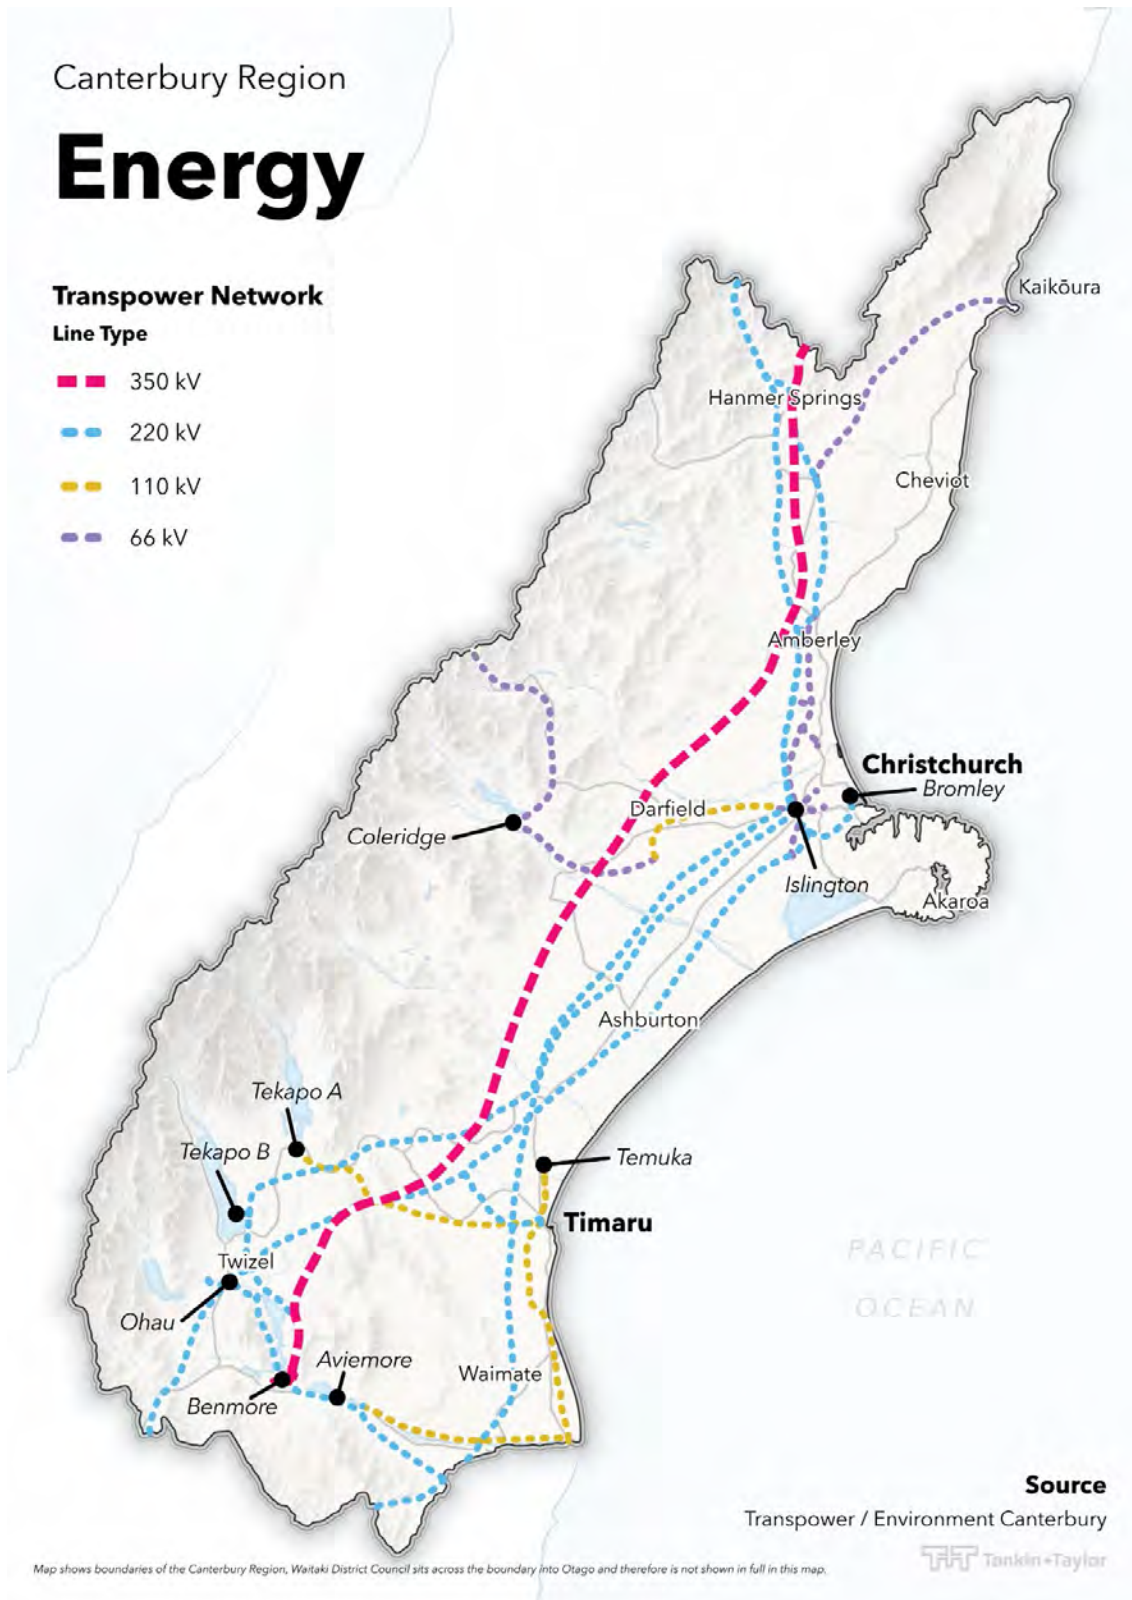 Canterbury Region
Energy
Transpower Network
Line Type
350 kV
220 kV
110 kV
66 kV
Kaikōura
Hanmer Springs
Cheviot
Amberley
Christchurch
Bromley
Darfield
Coleridge
Islington
Akaroa
Ashburton
Tekapo A
Tekapo B
Temuka
Timaru
PACIFIC
OCEAN
Twizel
Ohau
Aviemore
Waimate
Benmore
Source
Transpower / Environment Canterbury
Tonkin+Taylor
Map shows boundaries of the Canterbury Region, Waitaki District Council sits across the boundary into Otago and therefore is not shown in full in this map.